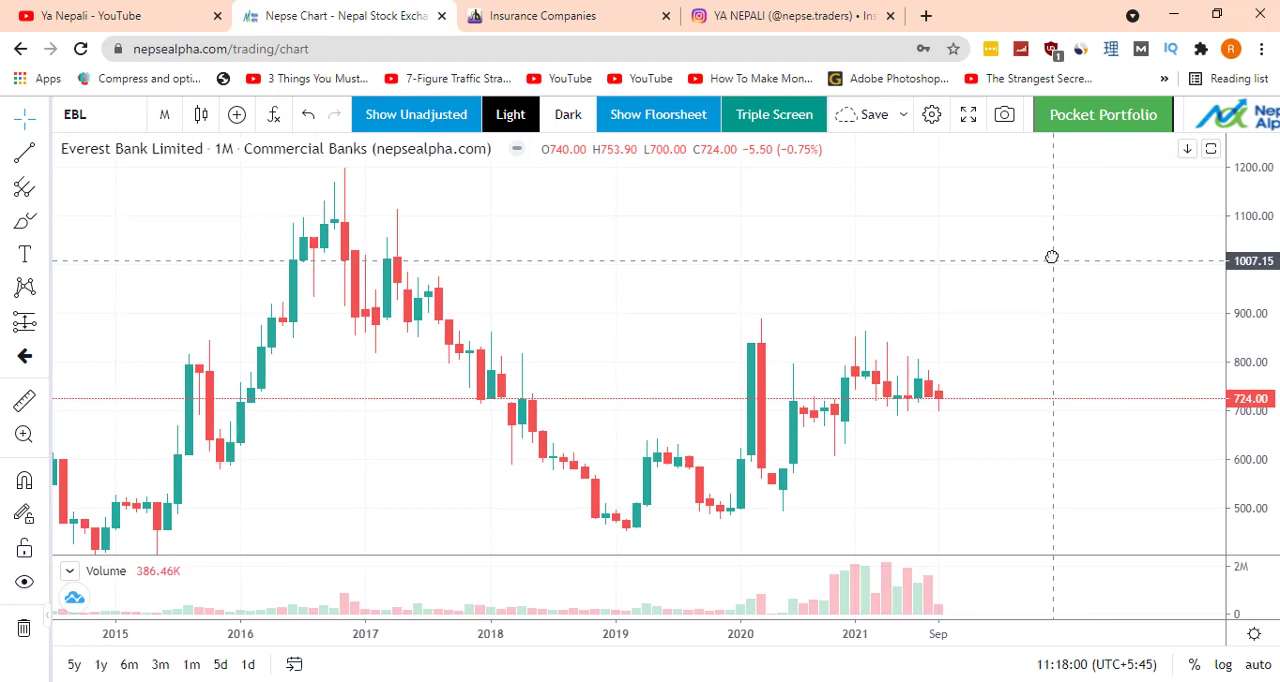 Ya Nepali - YouTube
Nepse Chart - Nepal Stock Excha
Insurance Companies
YA NEPALI (@nepse.traders) • Ins
nepsealpha.com/trading/chart
1
理
M
IQ
R
Apps
Compress and opti...
3 Things You Must...
7-Figure Traffic Stra...
YouTube
YouTube
How To Make Mon...
Adobe Photoshop...
The Strangest Secre...
»
Reading list
EBL
M
Show Unadjusted
Light
Dark
Show Floorsheet
Triple Screen
Save
Pocket Portfolio
Nep
Alp
Everest Bank Limited · 1M · Commercial Banks (nepsealpha.com)
O740.00 H753.90 L700.00 C724.00 −5.50 (−0.75%)
1200.00
1100.00
1007.15
900.00
800.00
724.00
700.00
600.00
500.00
Volume 386.46K
2M
0
2015
2016
2017
2018
2019
2020
2021
Sep
5y
1y
6m
3m
1m
5d
1d
11:18:00 (UTC+5:45)
%
log
auto